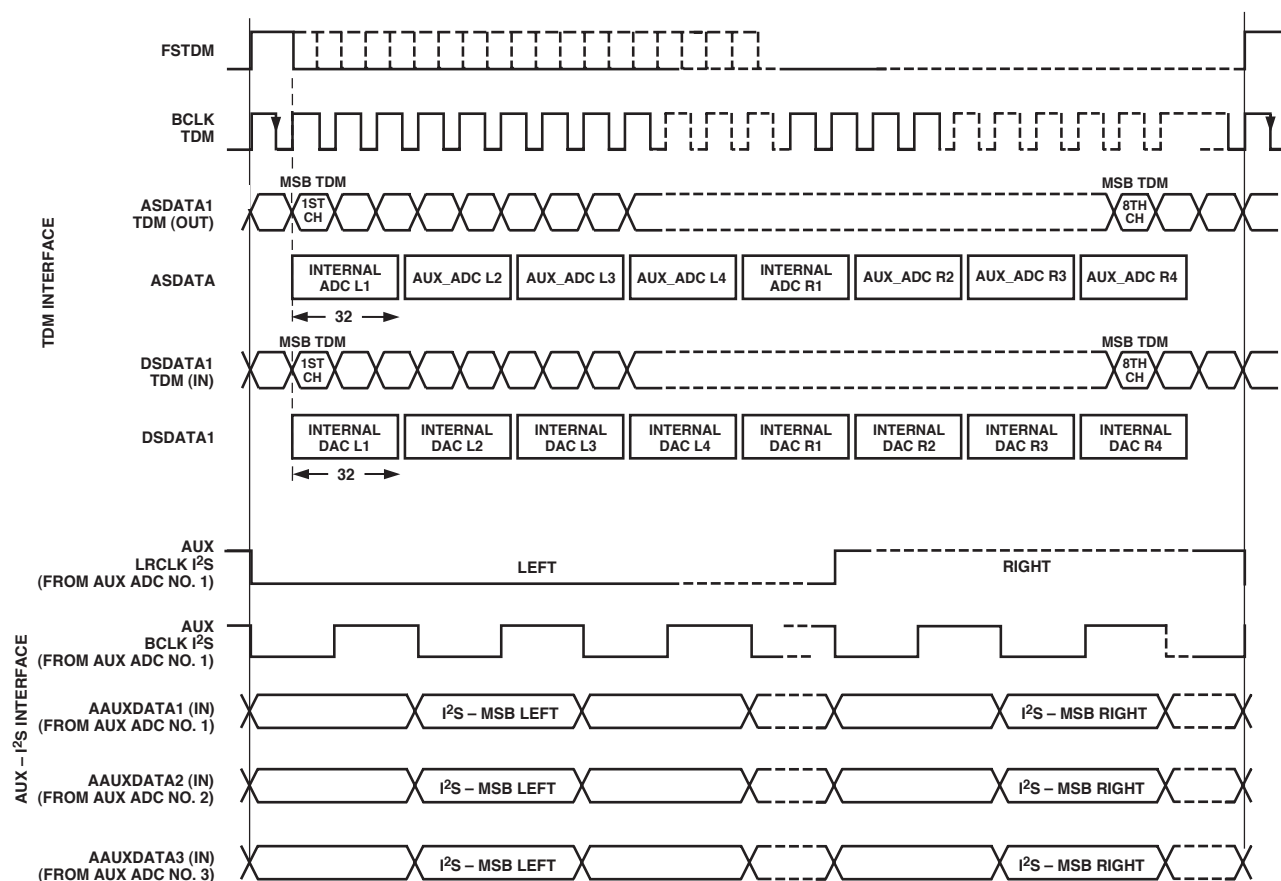 FSTDM
BCLK
TDM
MSB TDM
MSB TDM
ASDATA1
TDM (OUT)
1ST
CH
8TH
CH
ASDATA
INTERNAL
ADC L1
AUX_ADC L2
AUX_ADC L3
AUX_ADC L4
INTERNAL
ADC R1
AUX_ADC R2
AUX_ADC R3
AUX_ADC R4
32
TDM INTERFACE
MSB TDM
MSB TDM
DSDATA1
TDM (IN)
1ST
CH
8TH
CH
DSDATA1
INTERNAL
DAC L1
INTERNAL
DAC L2
INTERNAL
DAC L3
INTERNAL
DAC L4
INTERNAL
DAC R1
INTERNAL
DAC R2
INTERNAL
DAC R3
INTERNAL
DAC R4
32
AUX
LRCLK I²S
(FROM AUX ADC NO. 1)
LEFT
RIGHT
AUX
BCLK I²S
(FROM AUX ADC NO. 1)
AUX – I²S INTERFACE
AAUXDATA1 (IN)
(FROM AUX ADC NO. 1)
I²S – MSB LEFT
I²S – MSB RIGHT
AAUXDATA2 (IN)
(FROM AUX ADC NO. 2)
I²S – MSB LEFT
I²S – MSB RIGHT
AAUXDATA3 (IN)
(FROM AUX ADC NO. 3)
I²S – MSB LEFT
I²S – MSB RIGHT